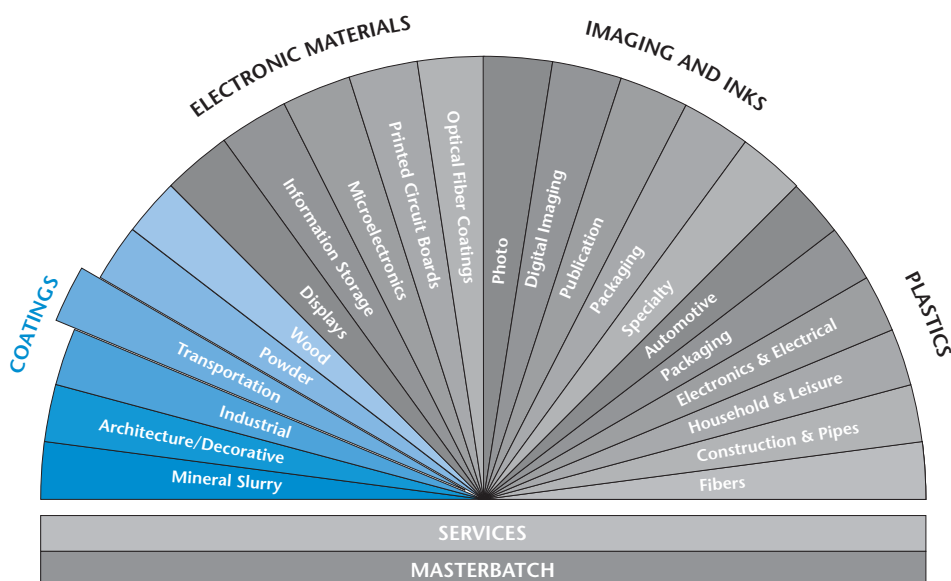 ELECTRONIC MATERIALS
IMAGING AND INKS
COATINGS
PLASTICS
Mineral Slurry
Architecture/Decorative
Industrial
Transportation
Powder
Wood
Displays
Information Storage
Microelectronics
Printed Circuit Boards
Optical Fiber Coatings
Photo
Digital Imaging
Publication
Packaging
Specialty
Automotive
Packaging
Electronics & Electrical
Household & Leisure
Construction & Pipes
Fibers
SERVICES
MASTERBATCH